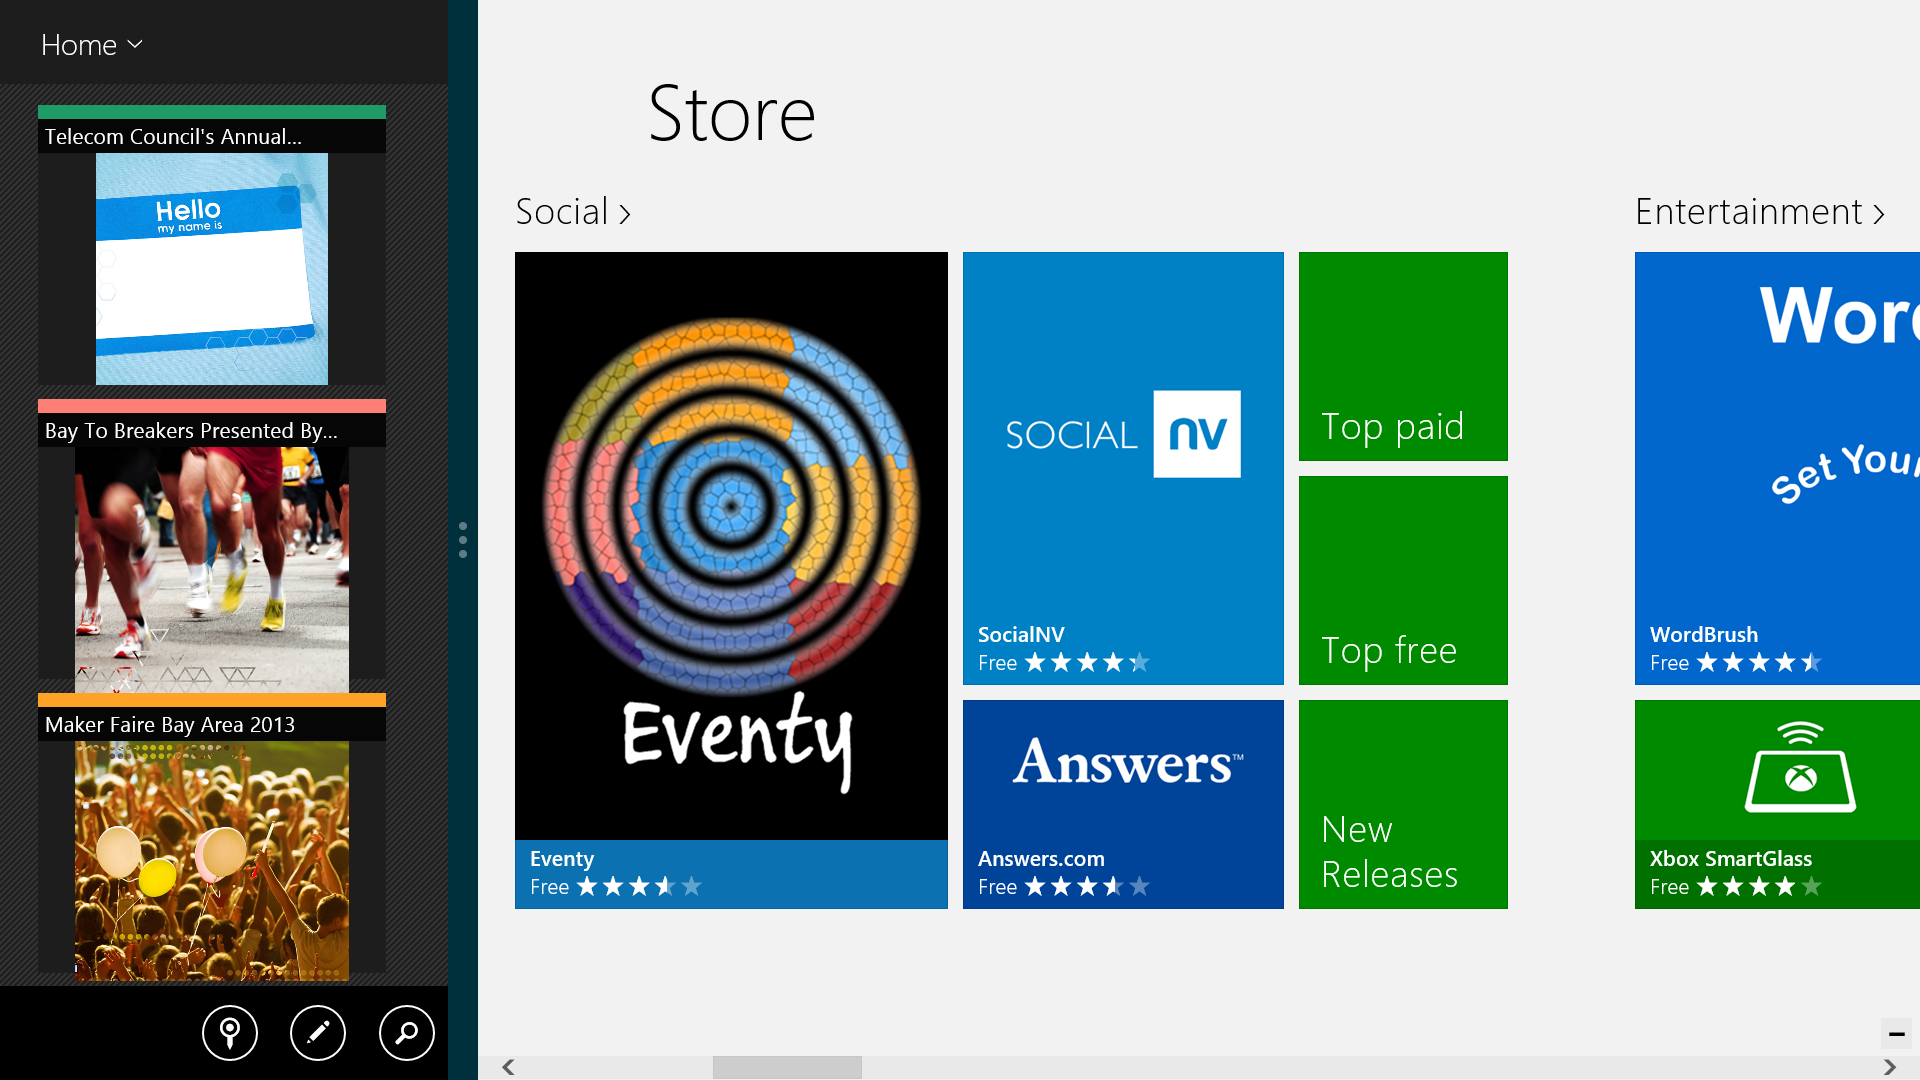 Home
Telecom Council's Annual...
Hello
my name is
Bay To Breakers Presented By...
Maker Faire Bay Area 2013
Store
Social
Eventy
Eventy
Free
SOCIAL nv
SocialNV
Free
Answers™
Answers.com
Free
Top paid
Top free
New
Releases
Entertainment
Wor
Set Your
WordBrush
Free
Xbox SmartGlass
Free